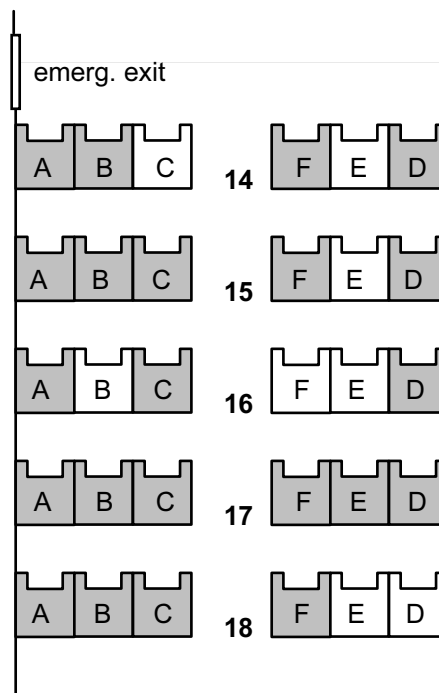 emerg. exit
A B C 14 F E D
A B C 15 F E D
A B C 16 F E D
A B C 17 F E D
A B C 18 F E D